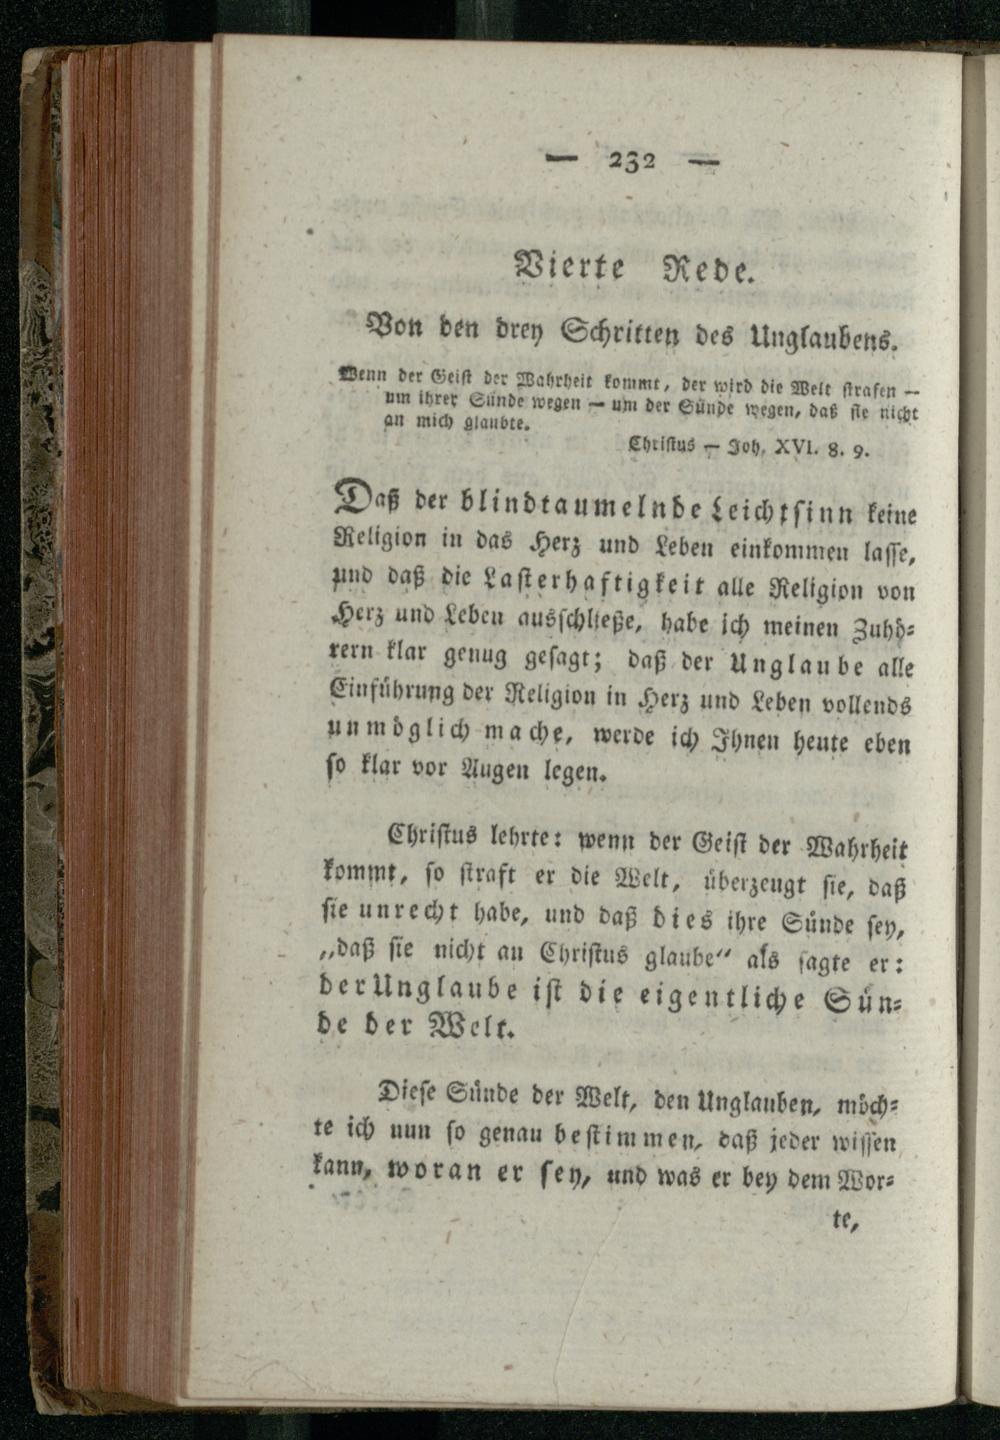 — 232 —
Vierte Rede.
Von den drey Schritten des Unglaubens.
Wenn der Geist der Wahrheit kommt, der wird die Welt strafen —
um ihrer Sünde wegen — um der Sünde wegen, daß sie nicht
an mich glaubte.
Christus — Joh. XVI. 8. 9.
Daß der blindtaumelnde Leichtsinn keine
Religion in das Herz und Leben einkommen lasse,
und daß die Lasterhaftigkeit alle Religion von
Herz und Leben ausschließe, habe ich meinen Zuhö-
rern klar genug gesagt; daß der Unglaube alle
Einführung der Religion in Herz und Leben vollends
unmöglich mache, werde ich Ihnen heute eben
so klar vor Augen legen.
Christus lehrte: wenn der Geist der Wahrheit
kommt, so straft er die Welt, überzeugt sie, daß
sie unrecht habe, und daß dies ihre Sünde sey,
„daß sie nicht an Christus glaube“ als sagte er:
der Unglaube ist die eigentliche Sün-
de der Welt.
Diese Sünde der Welt, den Unglauben, möch-
te ich nun so genau bestimmen, daß jeder wissen
kann, woran er sey, und was er bey dem Wor-
te,